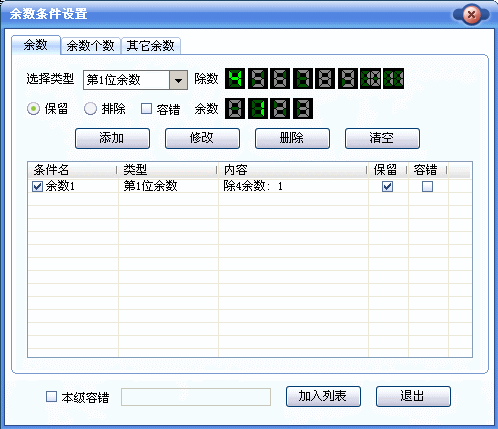 余数条件设置
余数 余数个数 其它余数
选择类型 第1位余数 除数 4 5 6 7 8 9 10 11
保留 排除 容错 余数 0 1 2 3
添加 修改 删除 清空
条件名 类型 内容 保留 容错
余数1 第1位余数 除4余数: 1
本级容错 加入列表 退出